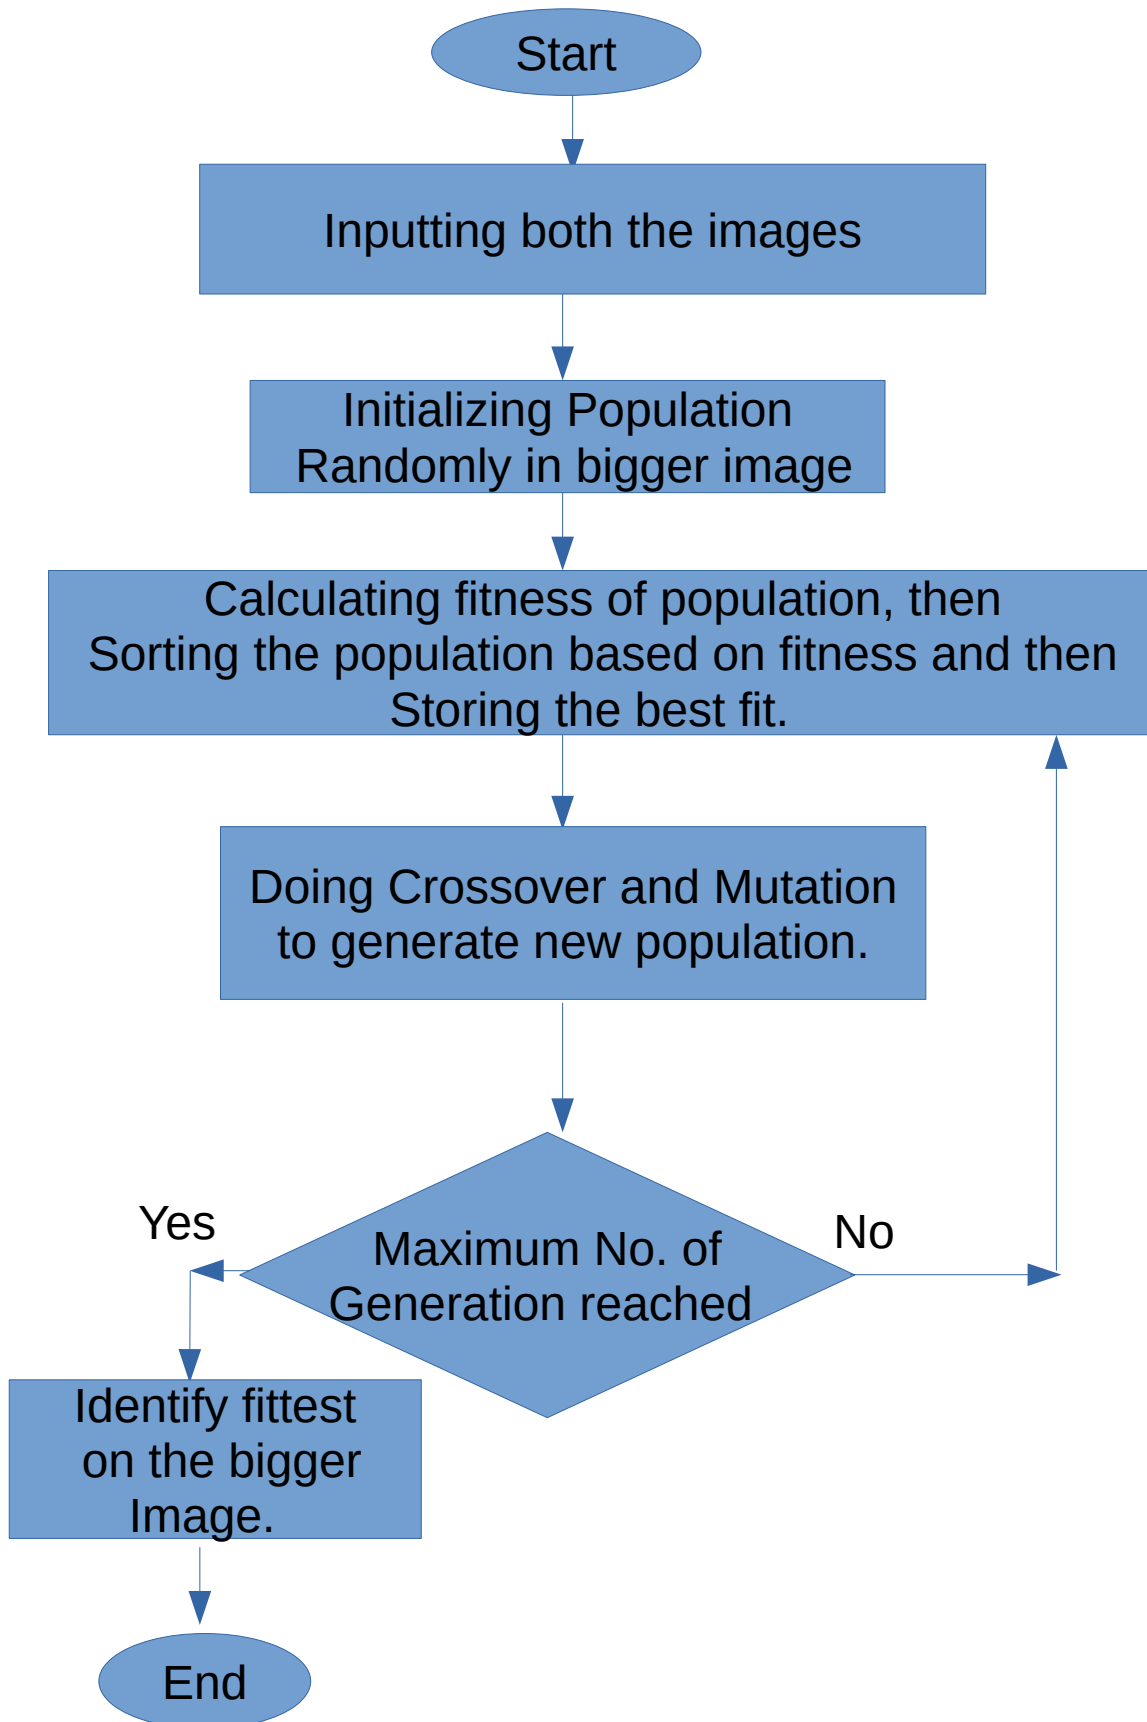 Start
Inputting both the images
Initializing Population
Randomly in bigger image
Calculating fitness of population, then
Sorting the population based on fitness and then
Storing the best fit.
Doing Crossover and Mutation
to generate new population.
Yes
No
Maximum No. of
Generation reached
Identify fittest
on the bigger
Image.
End